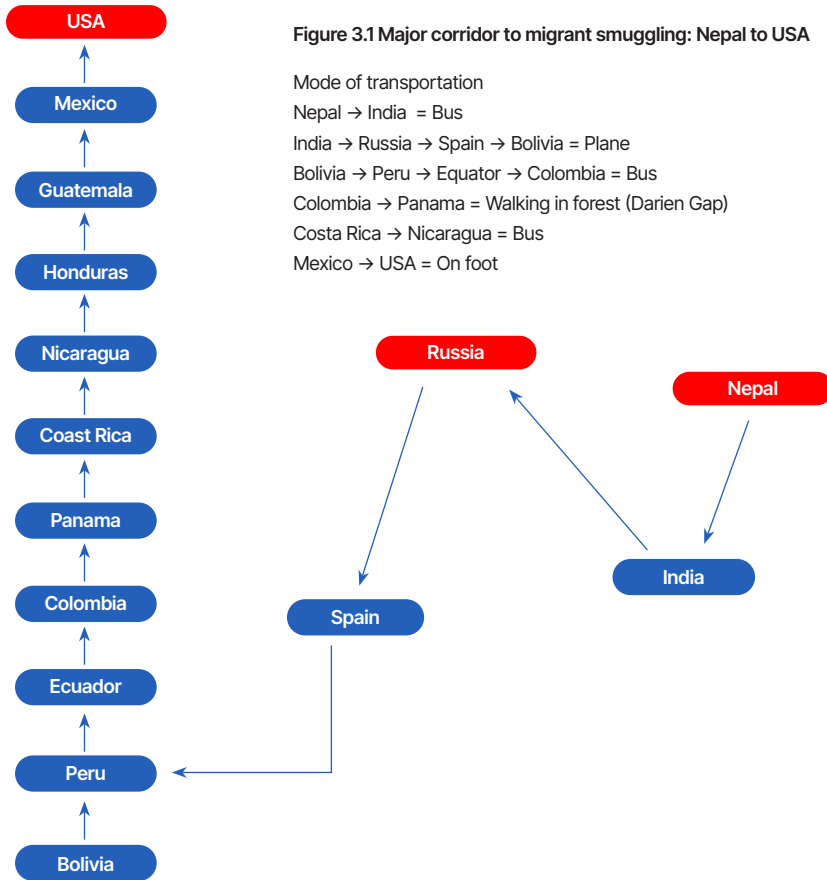 USA
Figure 3.1 Major corridor to migrant smuggling: Nepal to USA
Mode of transportation
Nepal → India = Bus
India → Russia → Spain → Bolivia = Plane
Bolivia → Peru → Equator → Colombia = Bus
Colombia → Panama = Walking in forest (Darien Gap)
Costa Rica → Nicaragua = Bus
Mexico → USA = On foot
Mexico
Guatemala
Honduras
Nicaragua
Coast Rica
Panama
Colombia
Ecuador
Peru
Bolivia
Russia
Nepal
India
Spain